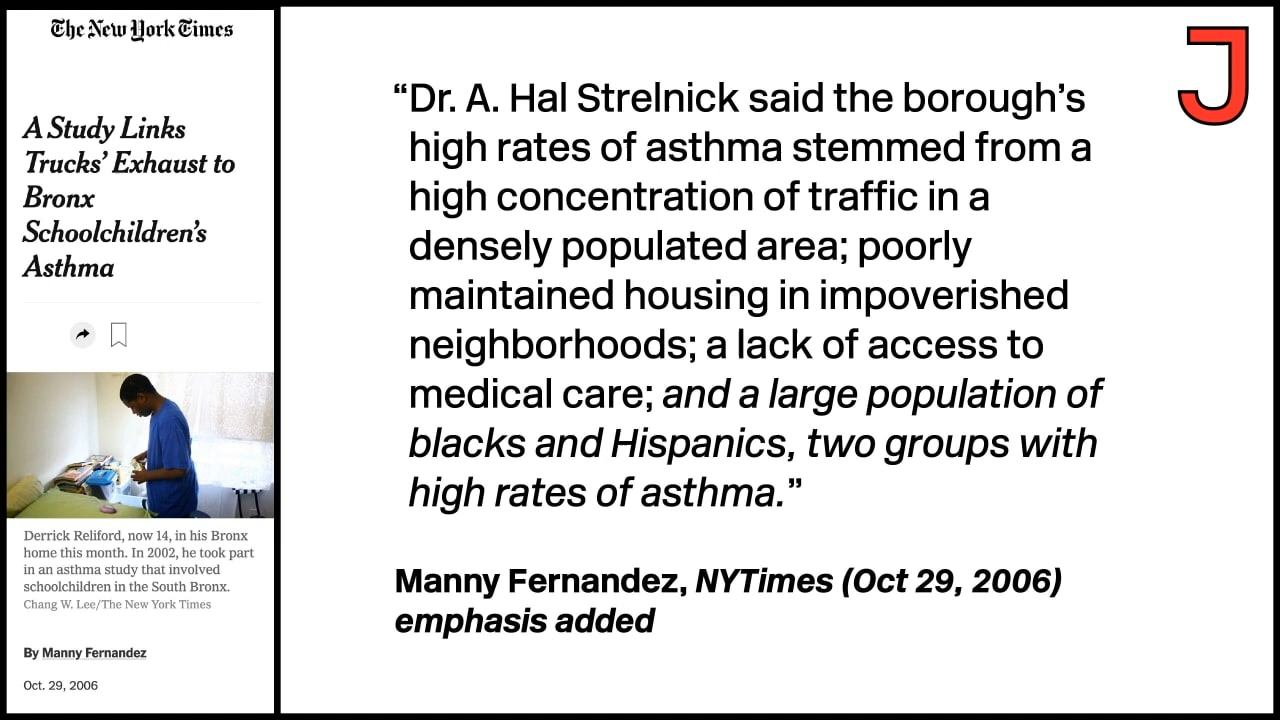 The New York Times
A Study Links
Trucks’ Exhaust to
Bronx
Schoolchildren’s
Asthma
Derrick Reliford, now 14, in his Bronx
home this month. In 2002, he took part
in an asthma study that involved
schoolchildren in the South Bronx.
Chang W. Lee/The New York Times
By Manny Fernandez
Oct. 29, 2006
J
“Dr. A. Hal Strelnick said the borough’s
high rates of asthma stemmed from a
high concentration of traffic in a
densely populated area; poorly
maintained housing in impoverished
neighborhoods; a lack of access to
medical care; and a large population of
blacks and Hispanics, two groups with
high rates of asthma.”
Manny Fernandez, NYTimes (Oct 29, 2006)
emphasis added